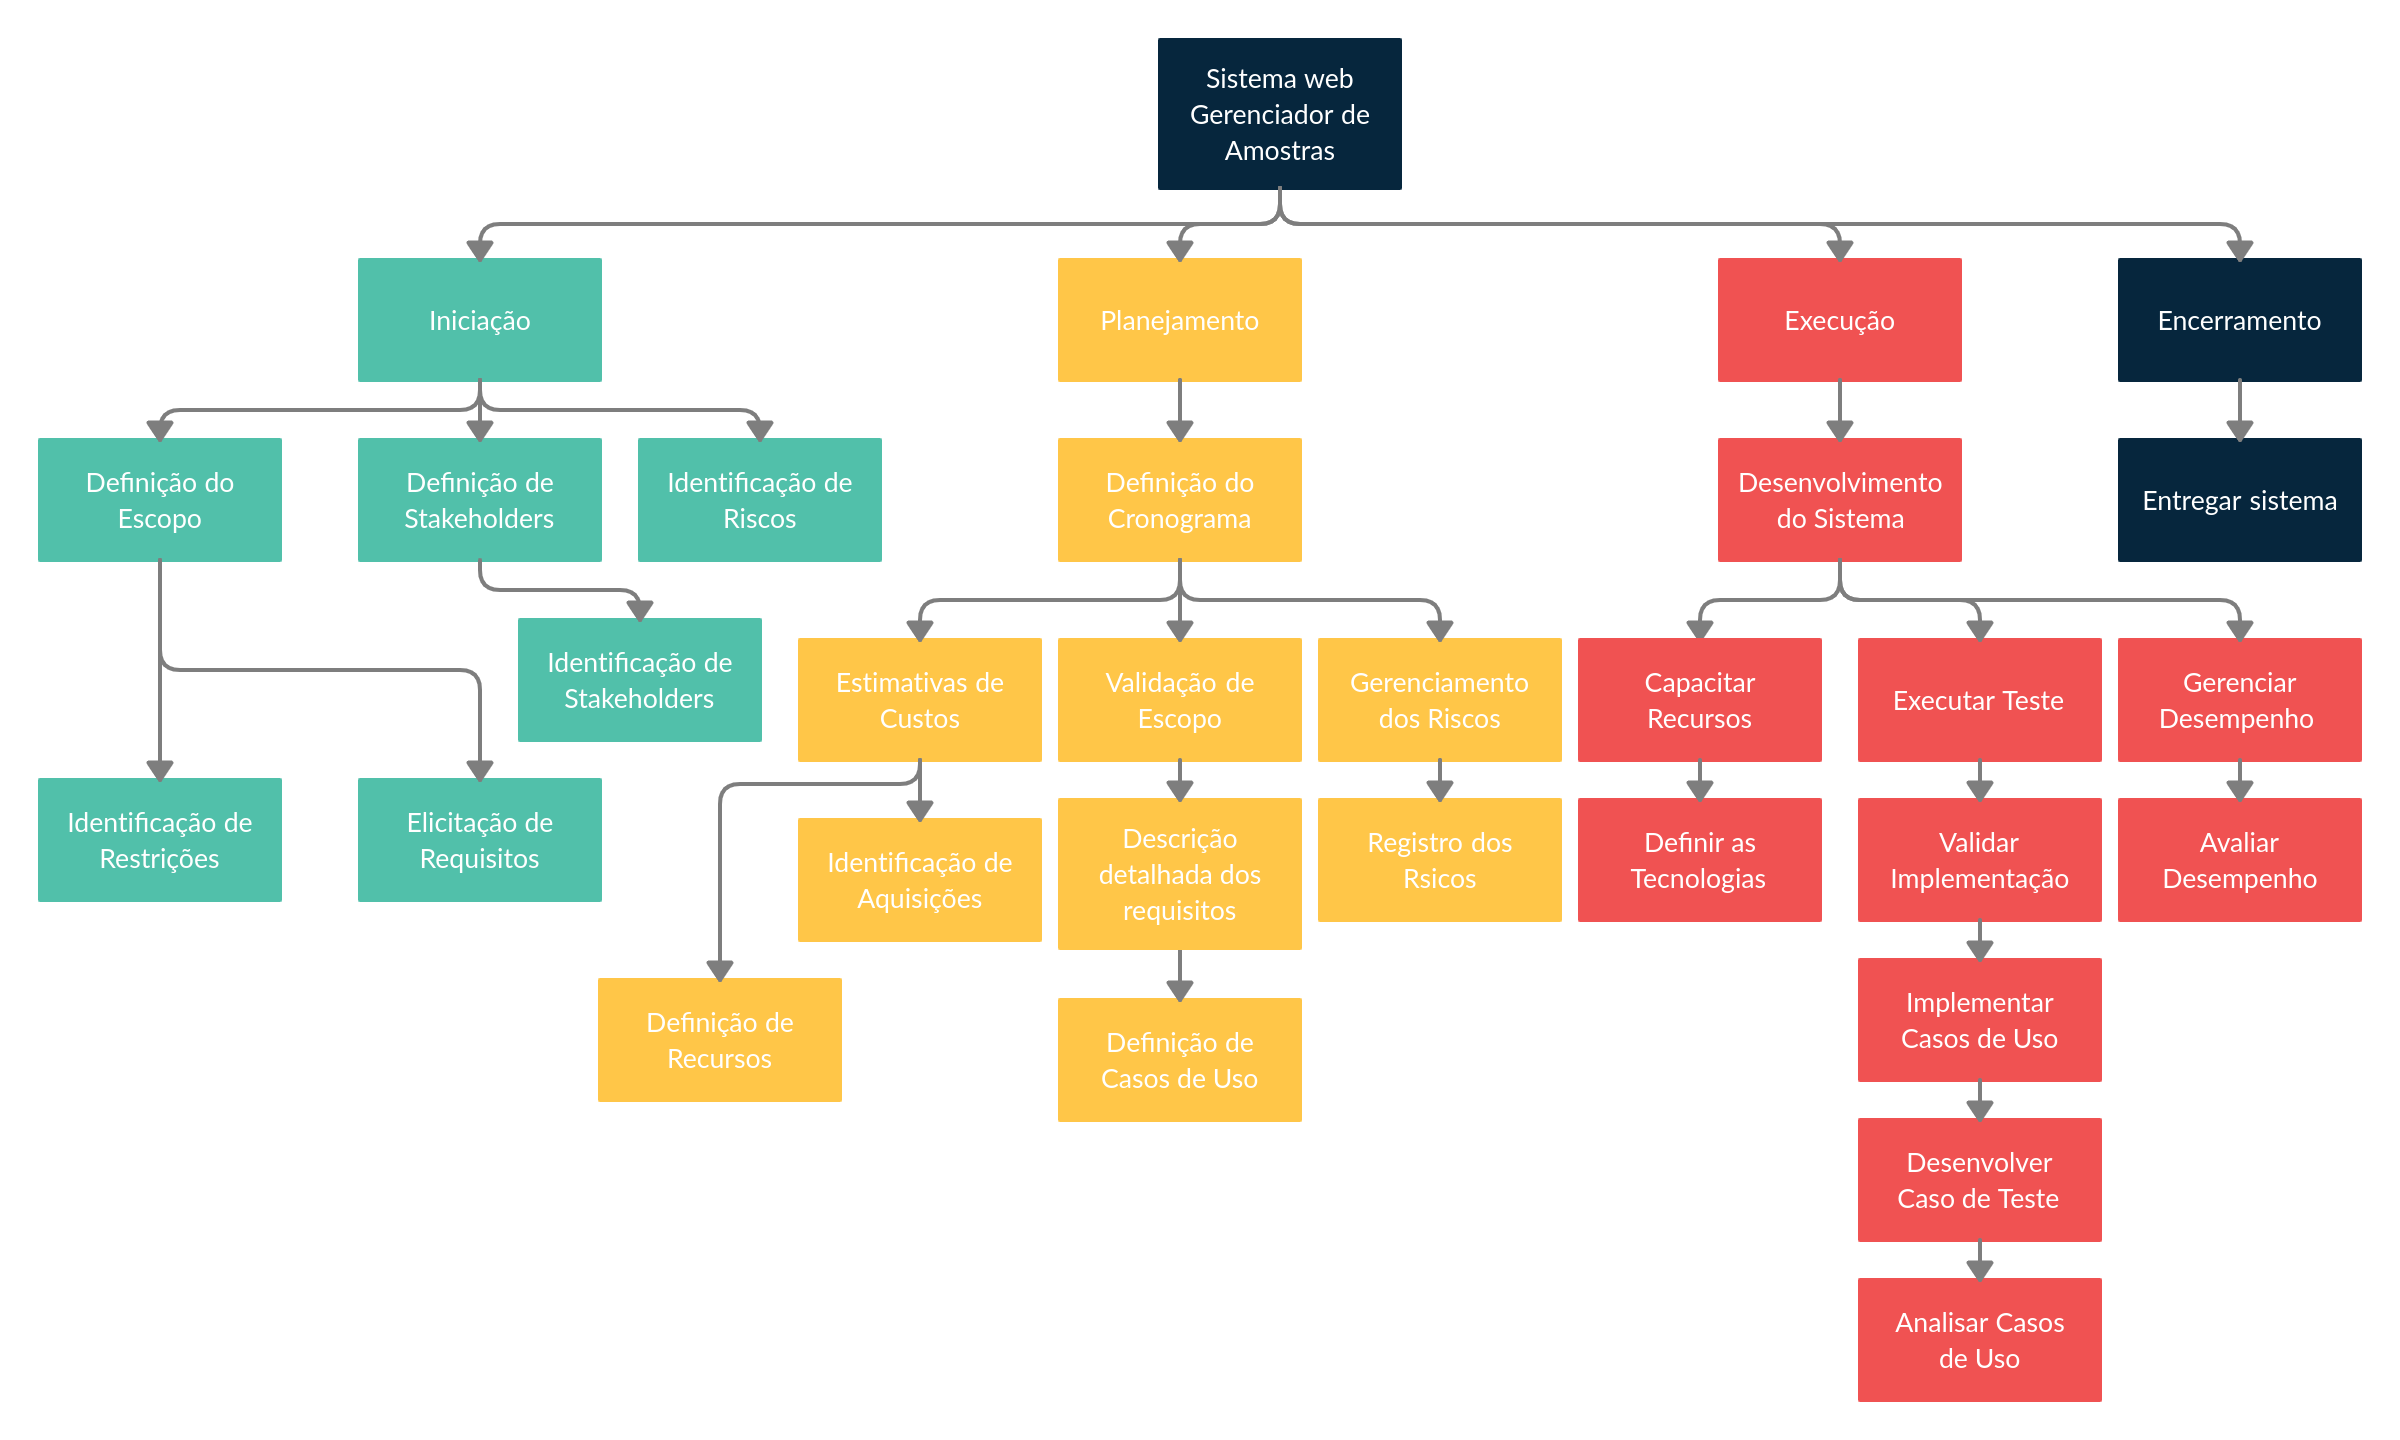 Sistema web
Gerenciador de
Amostras
Iniciação
Planejamento
Execução
Encerramento
Definição do
Escopo
Definição de
Stakeholders
Identificação de
Riscos
Definição do
Cronograma
Desenvolvimento
do Sistema
Entregar sistema
Identificação de
Stakeholders
Estimativas de
Custos
Validação de
Escopo
Gerenciamento
dos Riscos
Capacitar
Recursos
Executar Teste
Gerenciar
Desempenho
Identificação de
Restrições
Elicitação de
Requisitos
Identificação de
Aquisições
Descrição
detalhada dos
requisitos
Registro dos
Rsicos
Definir as
Tecnologias
Validar
Implementação
Avaliar
Desempenho
Definição de
Recursos
Definição de
Casos de Uso
Implementar
Casos de Uso
Desenvolver
Caso de Teste
Analisar Casos
de Uso